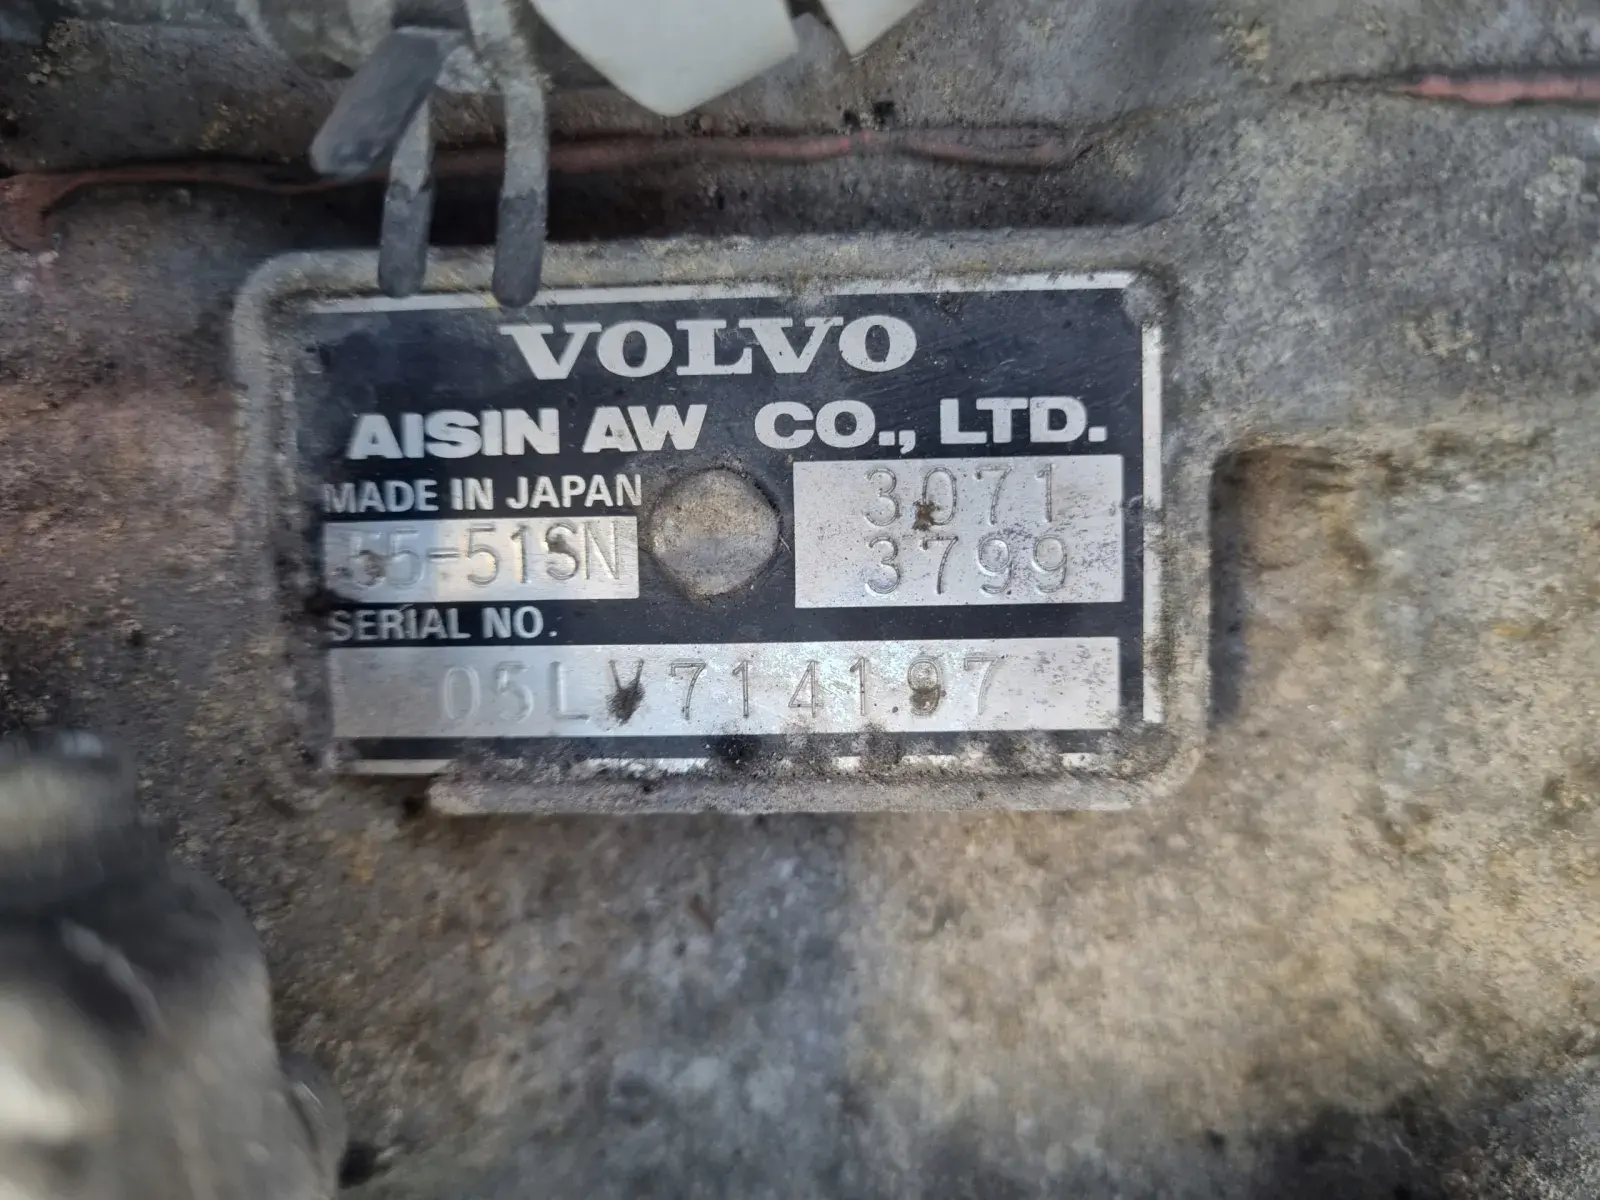 VOLVO
AISIN AW CO., LTD.
MADE IN JAPAN
55-51SN
3071
3799
SERIAL NO.
05LV714197